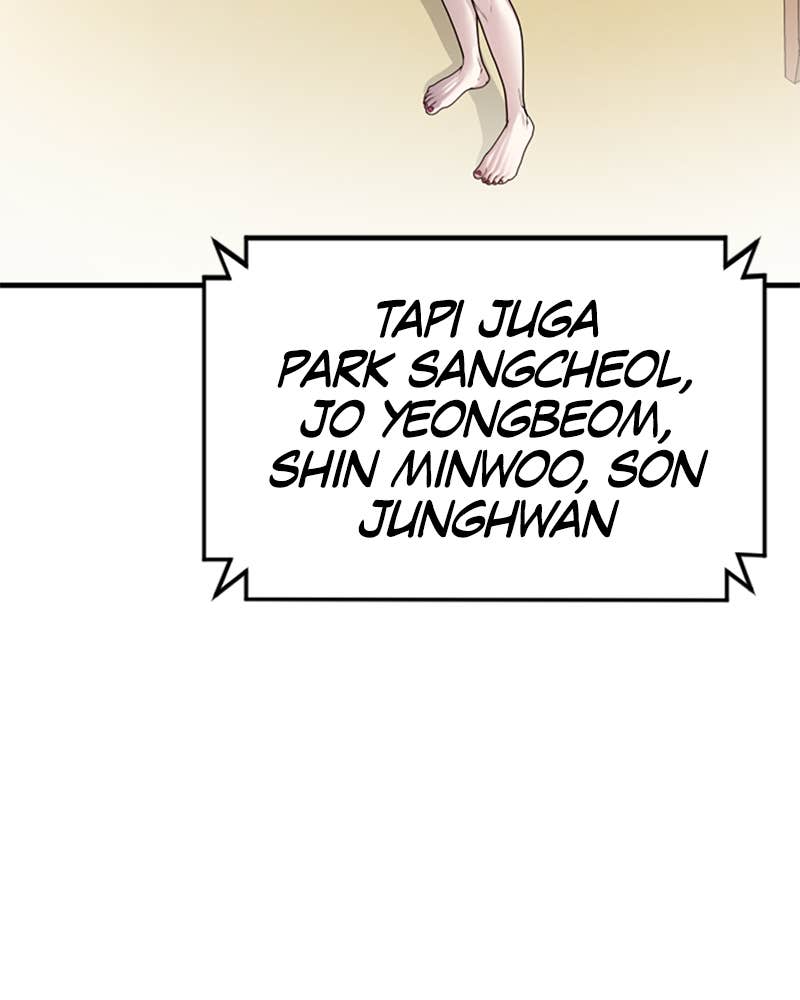 TAPI JUGA
PARK SANGCHEOL,
JO YEONGBEOM,
SHIN MINWOO, SON
JUNGHWAN